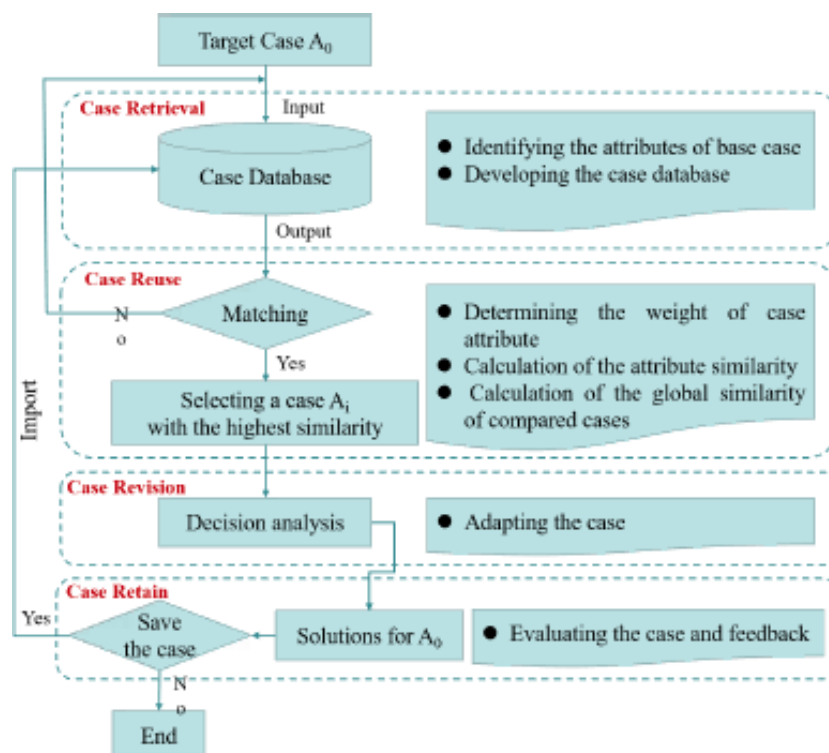 Target Case A₀
Case Retrieval
Input
Case Database
● Identifying the attributes of base case
● Developing the case database
Output
Case Reuse
Matching
N
o
Yes
Selecting a case Aᵢ
with the highest similarity
● Determining the weight of case
attribute
● Calculation of the attribute similarity
● Calculation of the global similarity
of compared cases
Import
Case Revision
Decision analysis
● Adapting the case
Case Retain
Yes
Save
the case
Solutions for A₀
● Evaluating the case and feedback
N
o
End